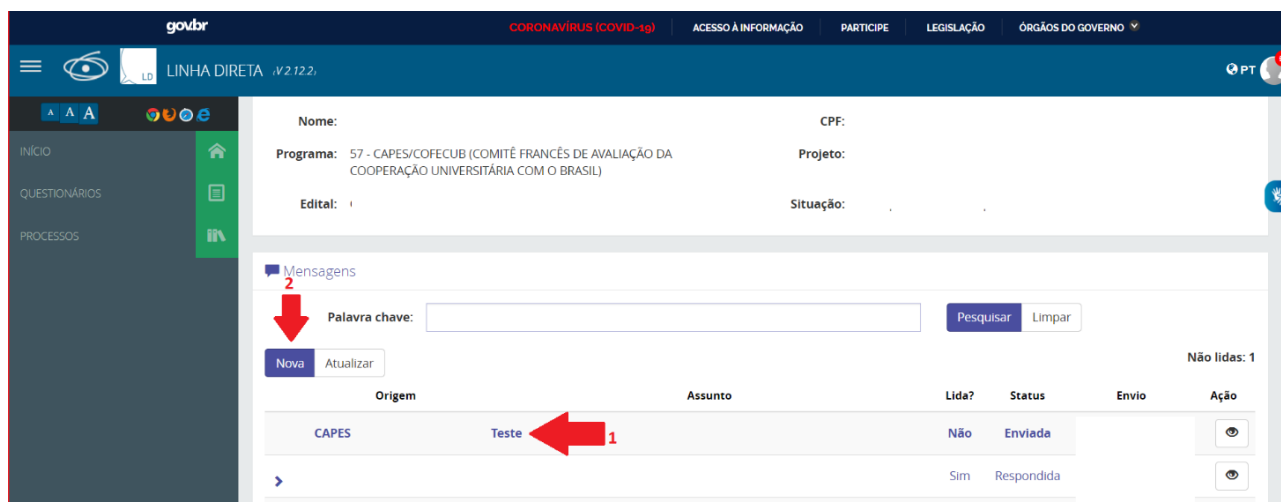 gov.br CORONAVÍRUS (COVID-19) ACESSO À INFORMAÇÃO PARTICIPE LEGISLAÇÃO ÓRGÃOS DO GOVERNO
LD LINHA DIRETA (V 2.12.2) PT
A A A
INÍCIO
QUESTIONÁRIOS
PROCESSOS
Nome: CPF:
Programa: 57 - CAPES/COFECUB (COMITÊ FRANCÊS DE AVALIAÇÃO DA Projeto:
COOPERAÇÃO UNIVERSITÁRIA COM O BRASIL)
Edital: Situação:
Mensagens
2
Palavra chave: Pesquisar Limpar
Nova Atualizar Não lidas: 1
Origem Assunto Lida? Status Envio Ação
CAPES Teste 1 Não Enviada
Sim Respondida